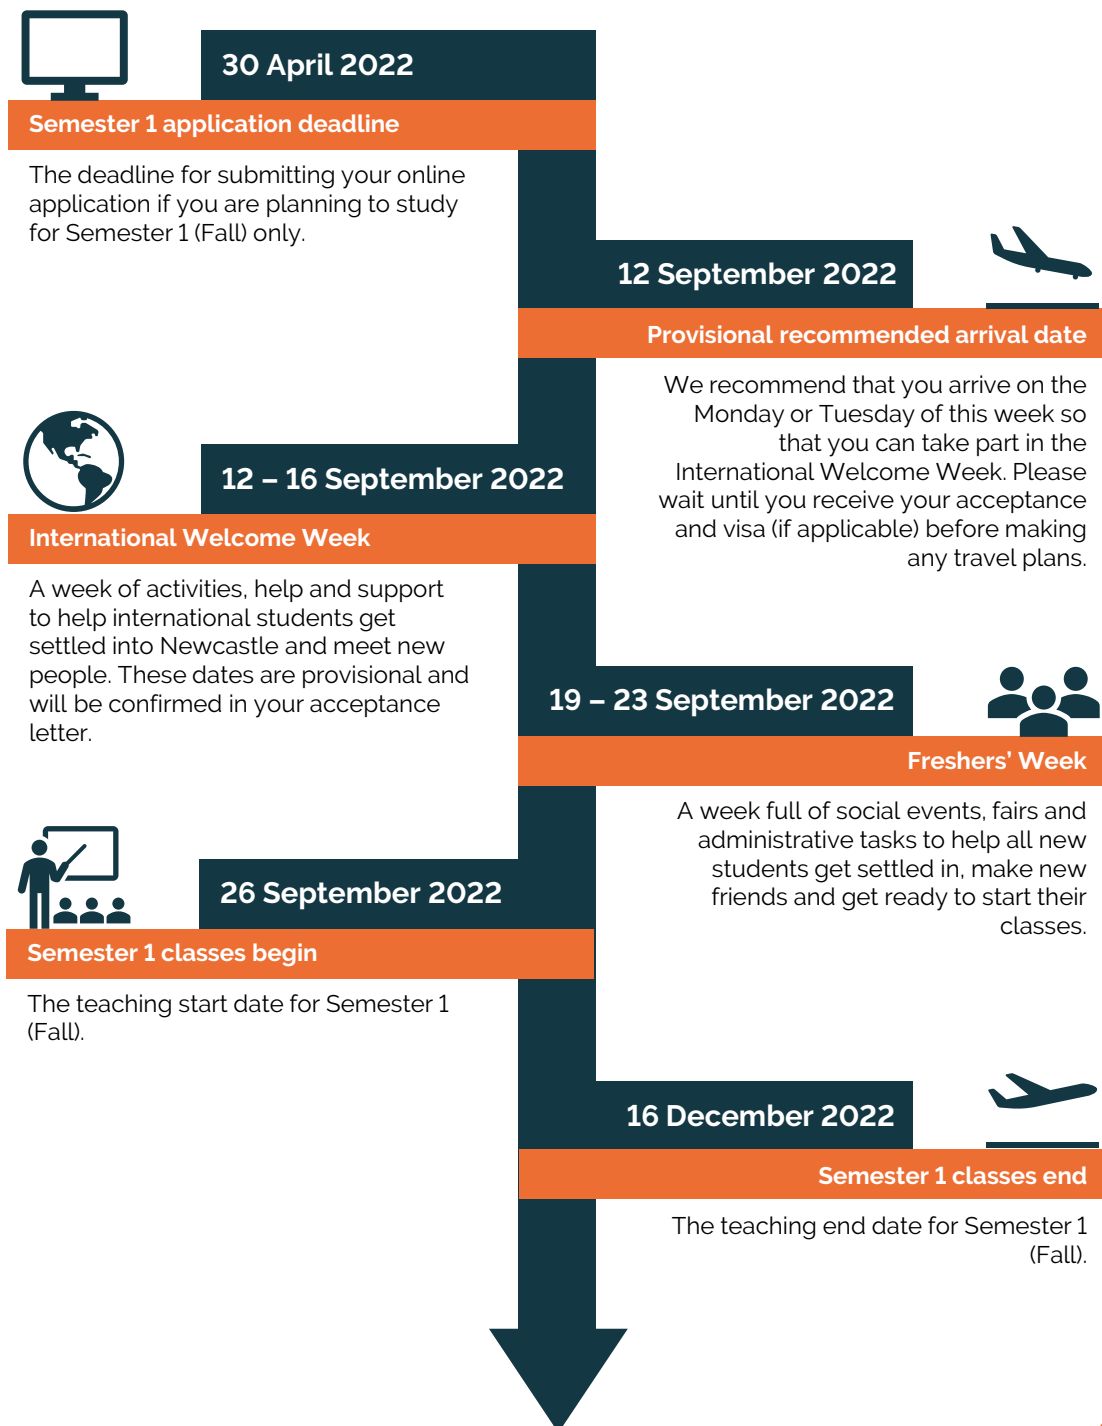 30 April 2022
Semester 1 application deadline
The deadline for submitting your online
application if you are planning to study
for Semester 1 (Fall) only.
12 September 2022
Provisional recommended arrival date
We recommend that you arrive on the
Monday or Tuesday of this week so
that you can take part in the
International Welcome Week. Please
wait until you receive your acceptance
and visa (if applicable) before making
any travel plans.
12 – 16 September 2022
International Welcome Week
A week of activities, help and support
to help international students get
settled into Newcastle and meet new
people. These dates are provisional and
will be confirmed in your acceptance
letter.
19 – 23 September 2022
Freshers' Week
A week full of social events, fairs and
administrative tasks to help all new
students get settled in, make new
friends and get ready to start their
classes.
26 September 2022
Semester 1 classes begin
The teaching start date for Semester 1
(Fall).
16 December 2022
Semester 1 classes end
The teaching end date for Semester 1
(Fall).